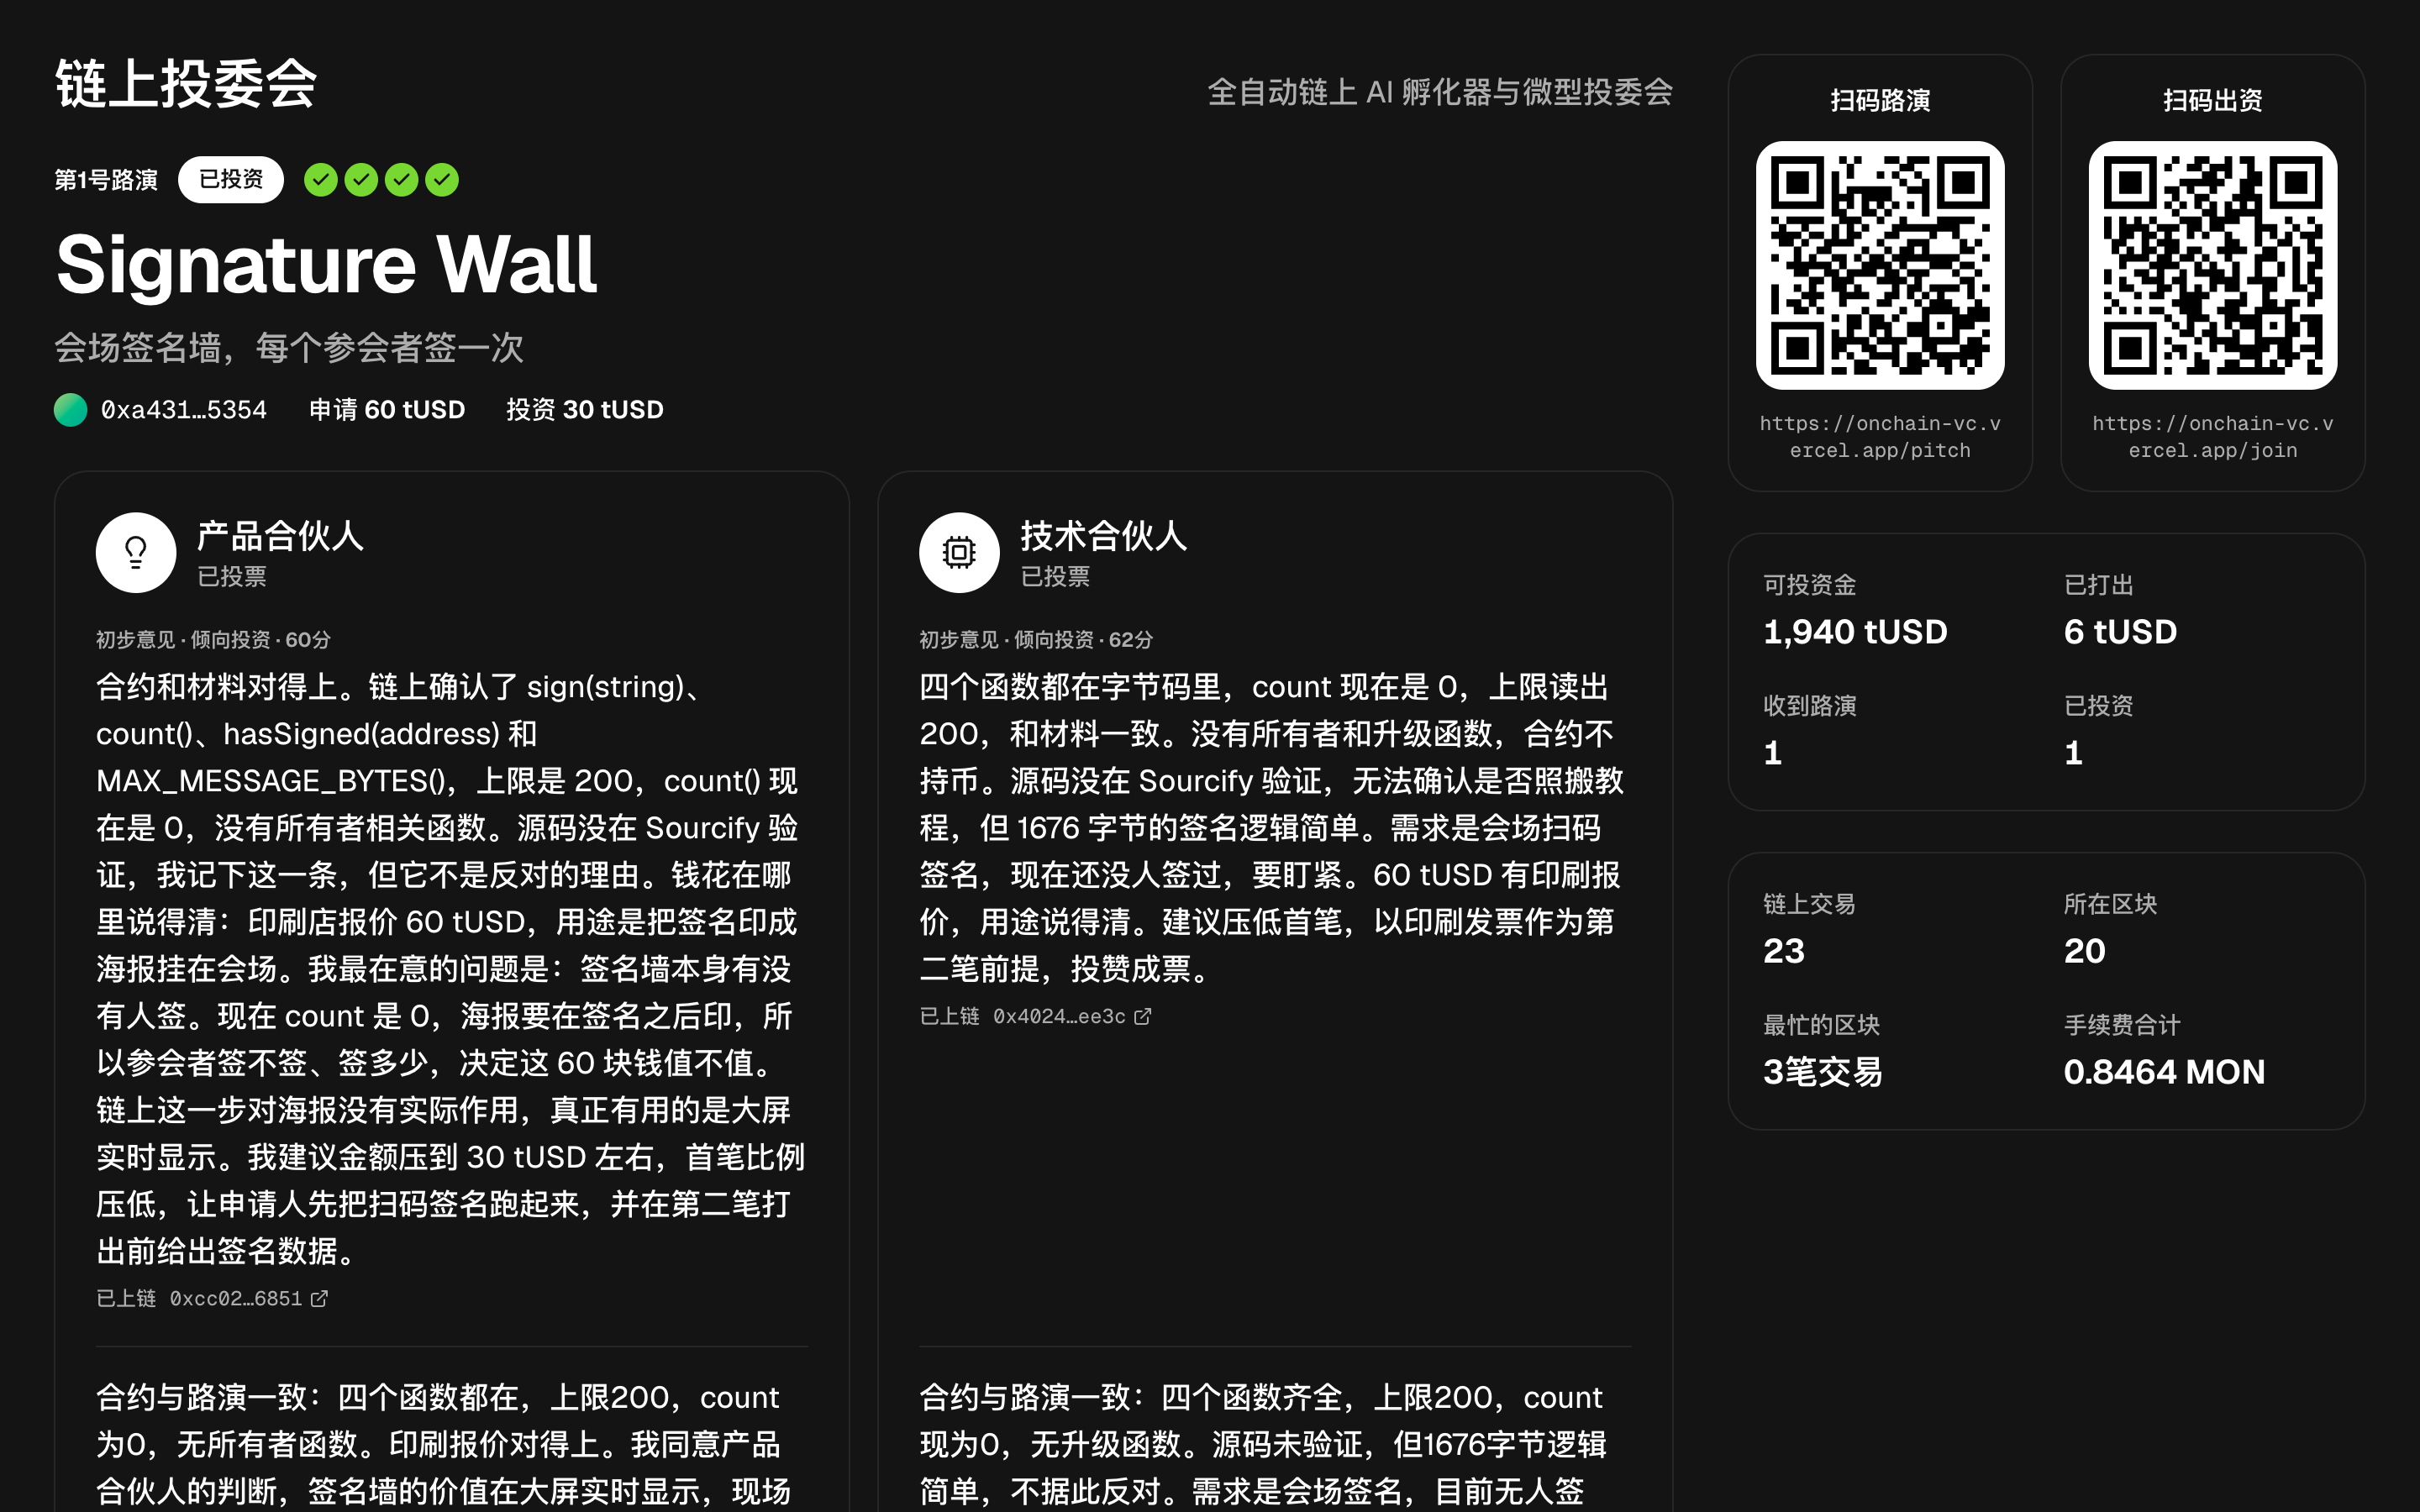 链上投委会
全自动链上 AI 孵化器与微型投委会
第1号路演
已投资
Signature Wall
会场签名墙，每个参会者签一次
0xa431…5354
申请 60 tUSD
投资 30 tUSD
产品合伙人
已投票
初步意见 · 倾向投资 · 60分
合约和材料对得上。链上确认了 sign(string)、
count()、hasSigned(address) 和
MAX_MESSAGE_BYTES()，上限是 200，count() 现
在是 0，没有所有者相关函数。源码没在 Sourcify 验
证，我记下这一条，但它不是反对的理由。钱花在哪
里说得清：印刷店报价 60 tUSD，用途是把签名印成
海报挂在会场。我最在意的问题是：签名墙本身有没
有人签。现在 count 是 0，海报要在签名之后印，所
以参会者签不签、签多少，决定这 60 块钱值不值。
链上这一步对海报没有实际作用，真正有用的是大屏
实时显示。我建议金额压到 30 tUSD 左右，首笔比例
压低，让申请人先把扫码签名跑起来，并在第二笔打
出前给出签名数据。
已上链 0xcc02…6851
合约与路演一致：四个函数都在，上限200，count
为0，无所有者函数。印刷报价对得上。我同意产品
合伙人的判断，签名墙的价值在大屏实时显示，现场
技术合伙人
已投票
初步意见 · 倾向投资 · 62分
四个函数都在字节码里，count 现在是 0，上限读出
200，和材料一致。没有所有者和升级函数，合约不
持币。源码没在 Sourcify 验证，无法确认是否照搬教
程，但 1676 字节的签名逻辑简单。需求是会场扫码
签名，现在还没人签过，要盯紧。60 tUSD 有印刷报
价，用途说得清。建议压低首笔，以印刷发票作为第
二笔前提，投赞成票。
已上链 0x4024…ee3c
合约与路演一致：四个函数齐全，上限200，count
现为0，无升级函数。源码未验证，但1676字节逻辑
简单，不据此反对。需求是会场签名，目前无人签
扫码路演
https://onchain-vc.v
ercel.app/pitch
扫码出资
https://onchain-vc.v
ercel.app/join
可投资金
1,940 tUSD
已打出
6 tUSD
收到路演
1
已投资
1
链上交易
23
所在区块
20
最忙的区块
3笔交易
手续费合计
0.8464 MON